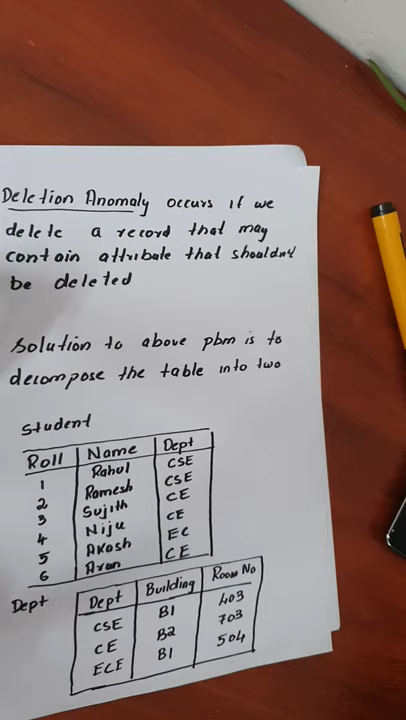 Deletion Anomaly occurs if we
delete a record that may
contain attribute that shouldn't
be deleted
Solution to above pbm is to
decompose the table into two
Student
Roll Name Dept
1 Rahul CSE
2 Ramesh CSE
3 Sujith CE
4 Niju CE
5 Akash EC
6 Arun CE
Dept
Dept Building Room No
CSE B1 403
CE B2 703
ECE B1 504